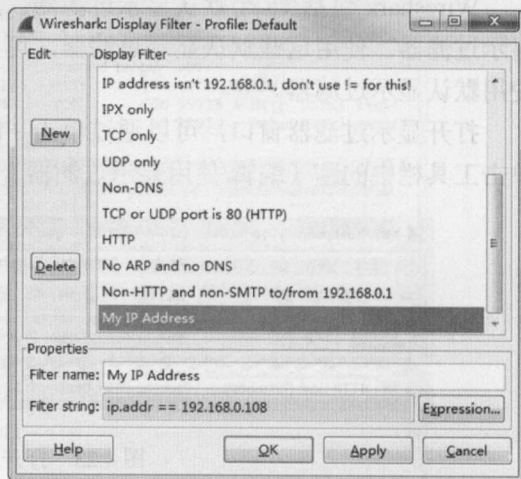 Wireshark: Display Filter - Profile: Default
Edit
Display Filter
IP address isn't 192.168.0.1, don't use != for this!
IPX only
TCP only
UDP only
New
Non-DNS
TCP or UDP port is 80 (HTTP)
HTTP
Delete
No ARP and no DNS
Non-HTTP and non-SMTP to/from 192.168.0.1
My IP Address
Properties
Filter name: My IP Address
Filter string: ip.addr == 192.168.0.108
Expression...
Help
OK
Apply
Cancel